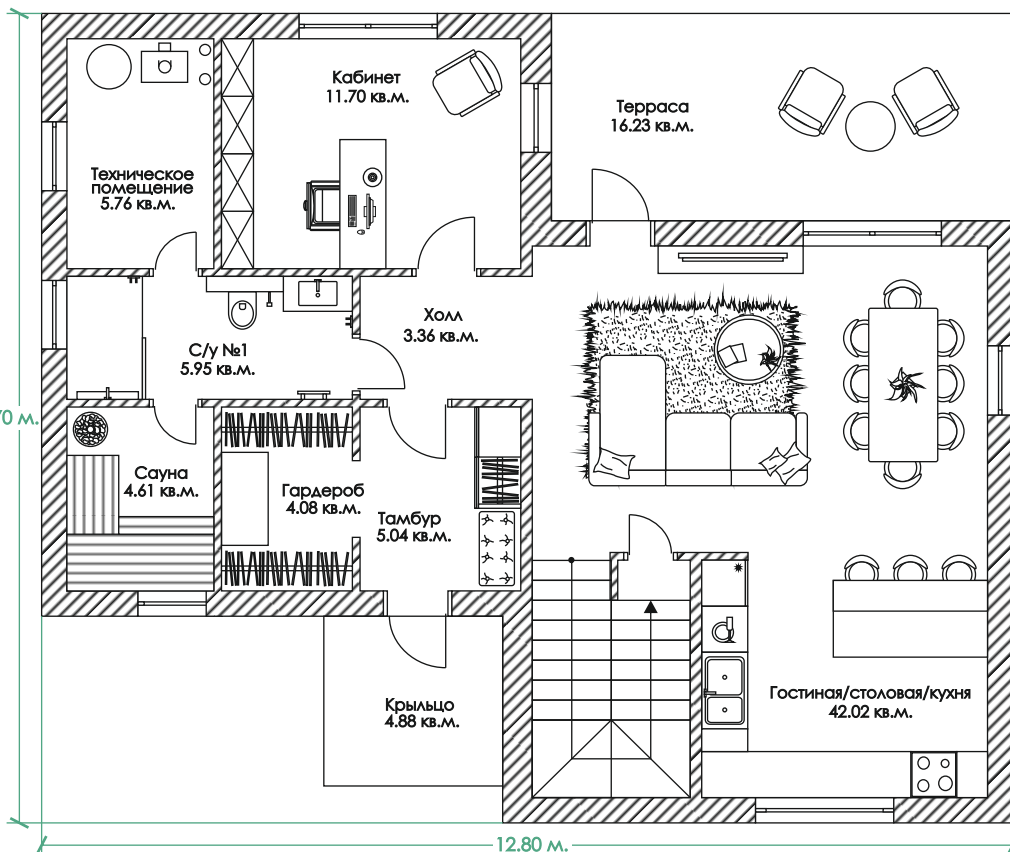 Кабинет
11.70 кв.м.
Терраса
16.23 кв.м.
Техническое
помещение
5.76 кв.м.
Холл
3.36 кв.м.
С/у №1
5.95 кв.м.
70 м.
Сауна
4.61 кв.м.
Гардероб
4.08 кв.м.
Тамбур
5.04 кв.м.
Крыльцо
4.88 кв.м.
Гостиная/столовая/кухня
42.02 кв.м.
12.80 м.